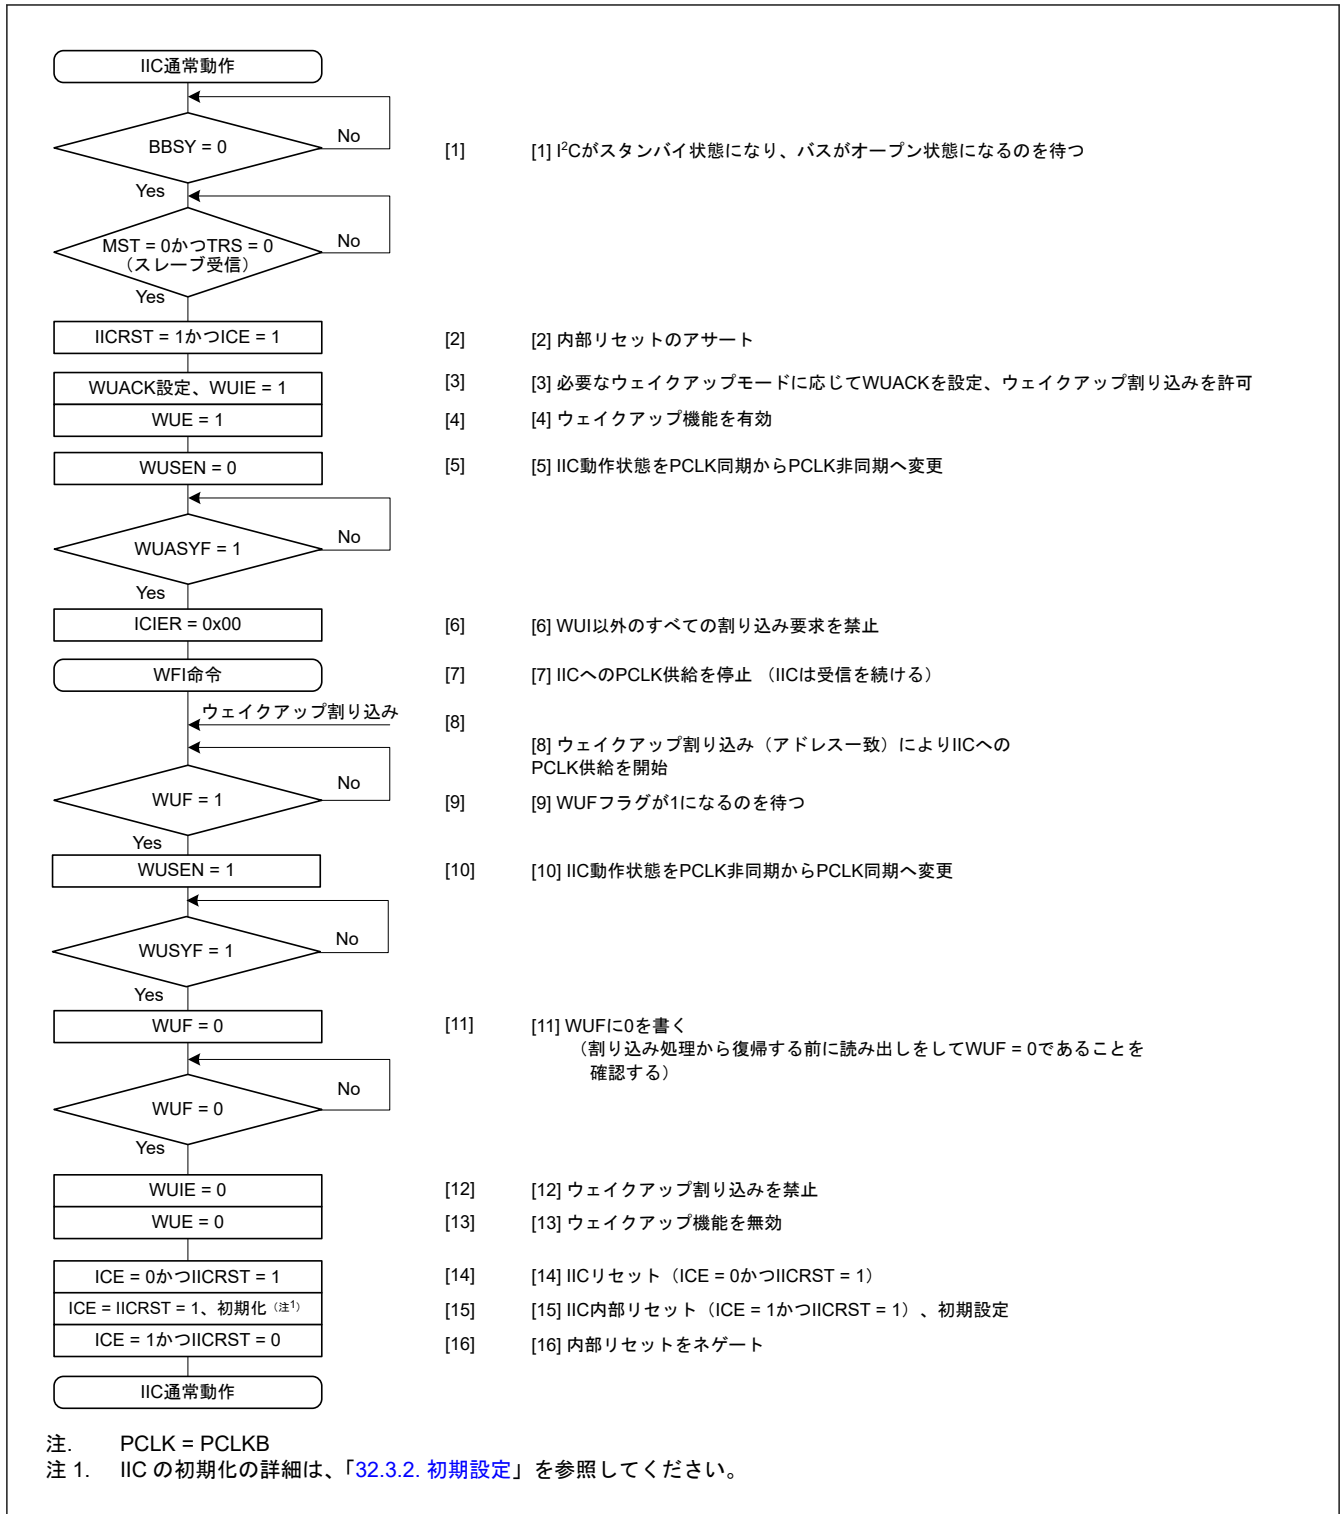 IIC通常動作
BBSY = 0
No
[1]
[1] I²Cがスタンバイ状態になり、バスがオープン状態になるのを待つ
Yes
MST = 0かつTRS = 0
（スレーブ受信）
No
Yes
IICRST = 1かつICE = 1
[2]
[2] 内部リセットのアサート
WUACK設定、WUIE = 1
[3]
[3] 必要なウェイクアップモードに応じてWUACKを設定、ウェイクアップ割り込みを許可
WUE = 1
[4]
[4] ウェイクアップ機能を有効
WUSEN = 0
[5]
[5] IIC動作状態をPCLK同期からPCLK非同期へ変更
WUASYF = 1
No
Yes
ICIER = 0x00
[6]
[6] WUI以外のすべての割り込み要求を禁止
WFI命令
[7]
[7] IICへのPCLK供給を停止 （IICは受信を続ける）
ウェイクアップ割り込み
[8]
[8] ウェイクアップ割り込み（アドレス一致）によりIICへの
PCLK供給を開始
WUF = 1
No
[9]
[9] WUFフラグが1になるのを待つ
Yes
WUSEN = 1
[10]
[10] IIC動作状態をPCLK非同期からPCLK同期へ変更
WUSYF = 1
No
Yes
WUF = 0
[11]
[11] WUFに0を書く
（割り込み処理から復帰する前に読み出しをしてWUF = 0であることを
確認する）
WUF = 0
No
Yes
WUIE = 0
[12]
[12] ウェイクアップ割り込みを禁止
WUE = 0
[13]
[13] ウェイクアップ機能を無効
ICE = 0かつIICRST = 1
[14]
[14] IICリセット（ICE = 0かつIICRST = 1）
ICE = IICRST = 1、初期化（注1）
[15]
[15] IIC内部リセット（ICE = 1かつIICRST = 1）、初期設定
ICE = 1かつIICRST = 0
[16]
[16] 内部リセットをネゲート
IIC通常動作
注. PCLK = PCLKB
注 1. IIC の初期化の詳細は、「32.3.2. 初期設定」を参照してください。